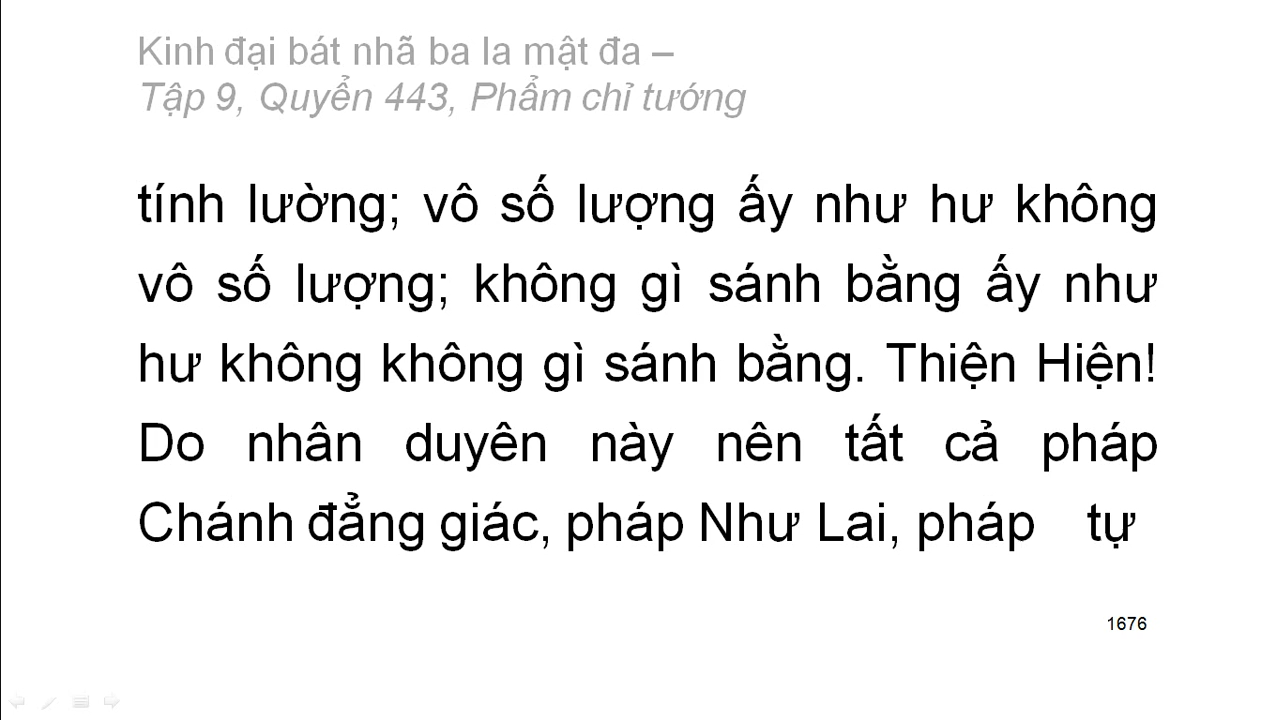 Kinh đại bát nhã ba la mật đa –
Tập 9, Quyển 443, Phẩm chỉ tướng
tính lường; vô số lượng ấy như hư không
vô số lượng; không gì sánh bằng ấy như
hư không không gì sánh bằng. Thiện Hiện!
Do nhân duyên này nên tất cả pháp
Chánh đẳng giác, pháp Như Lai, pháp tự
1676